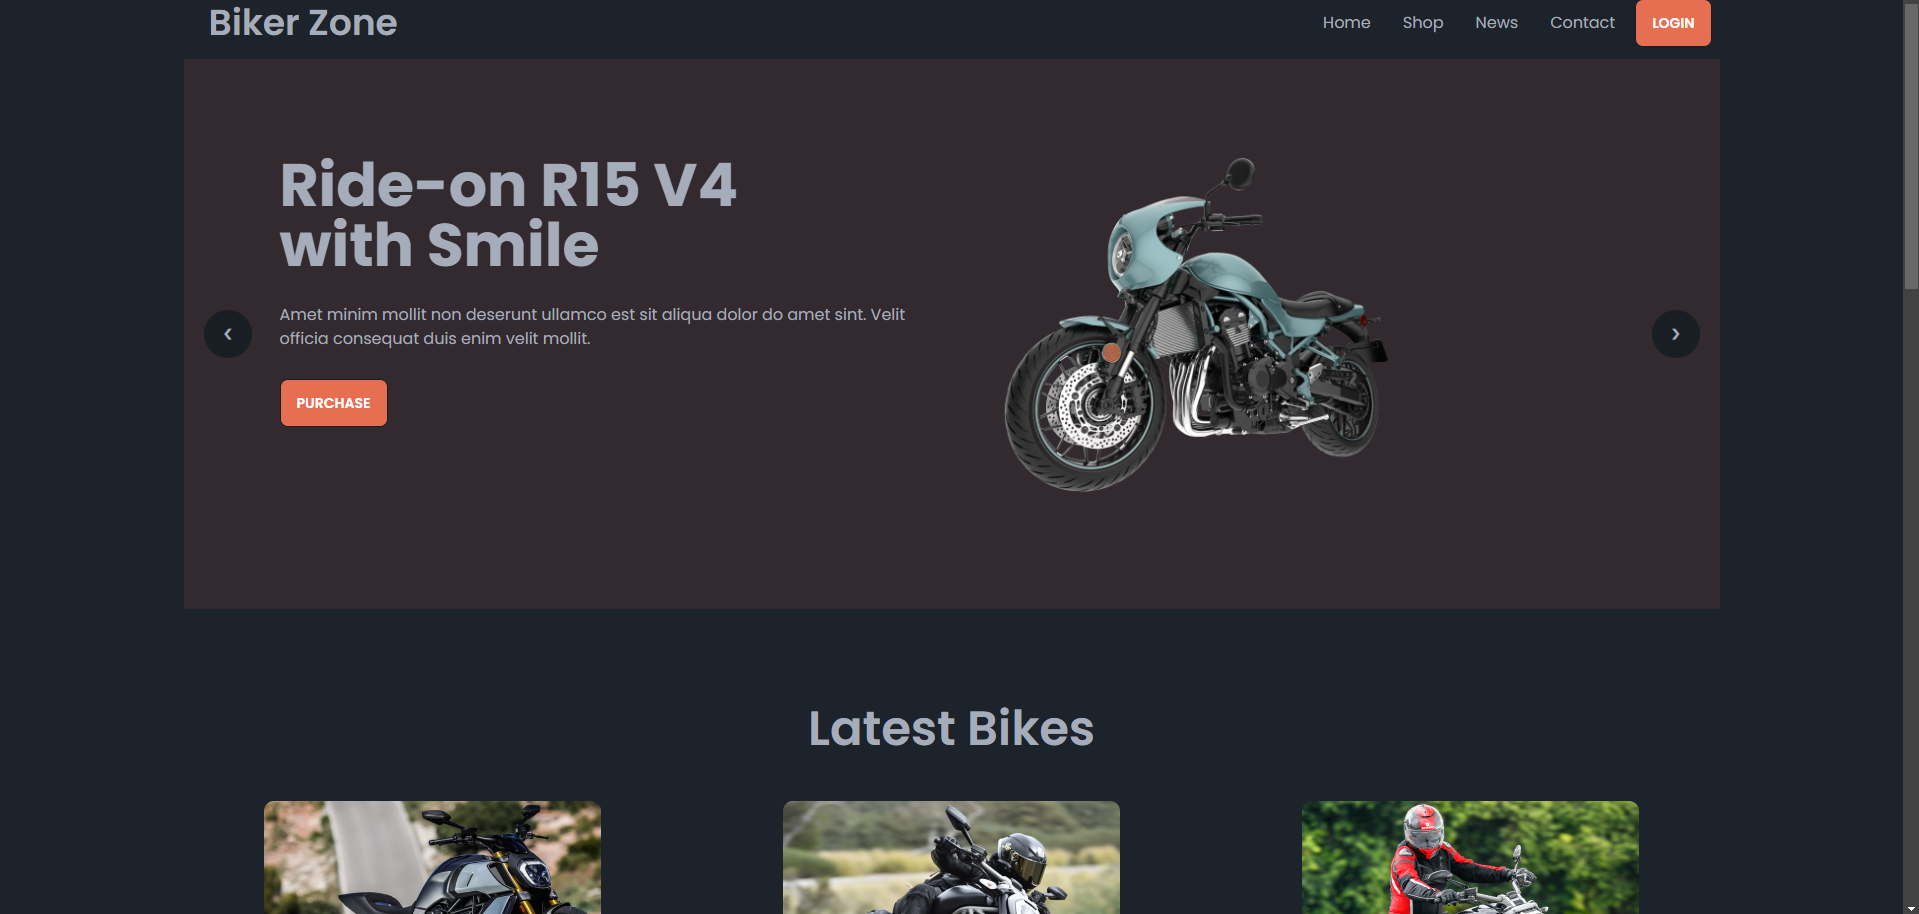 Biker Zone
Home Shop News Contact LOGIN
Ride-on R15 V4
with Smile
Amet minim mollit non deserunt ullamco est sit aliqua dolor do amet sint. Velit
officia consequat duis enim velit mollit.
PURCHASE
Latest Bikes